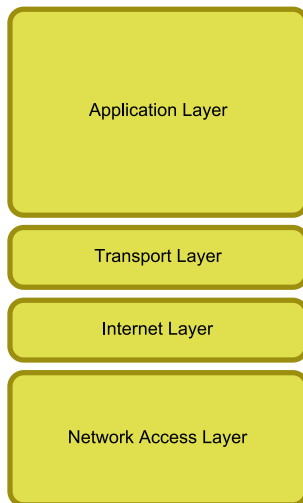 Application Layer
Transport Layer
Internet Layer
Network Access Layer